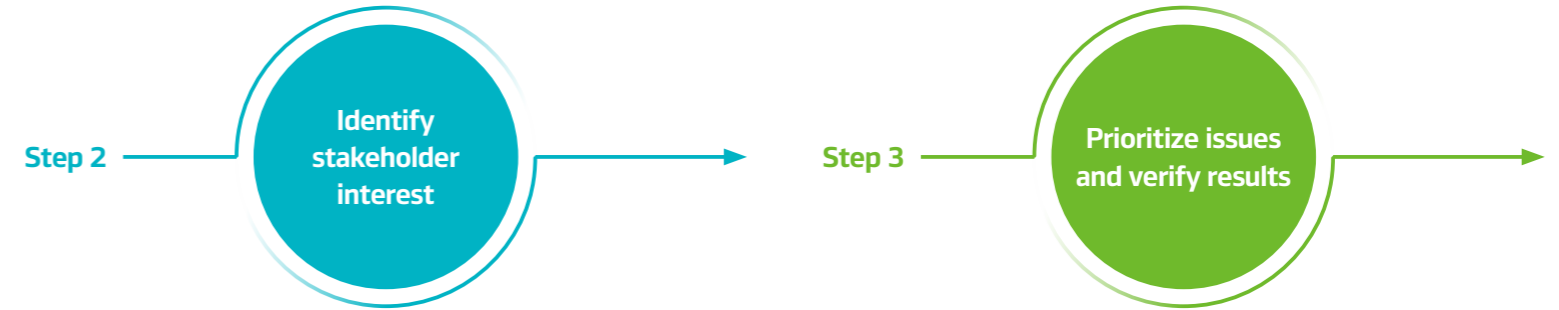 Step 2
Identify
stakeholder
interest
Step 3
Prioritize issues
and verify results